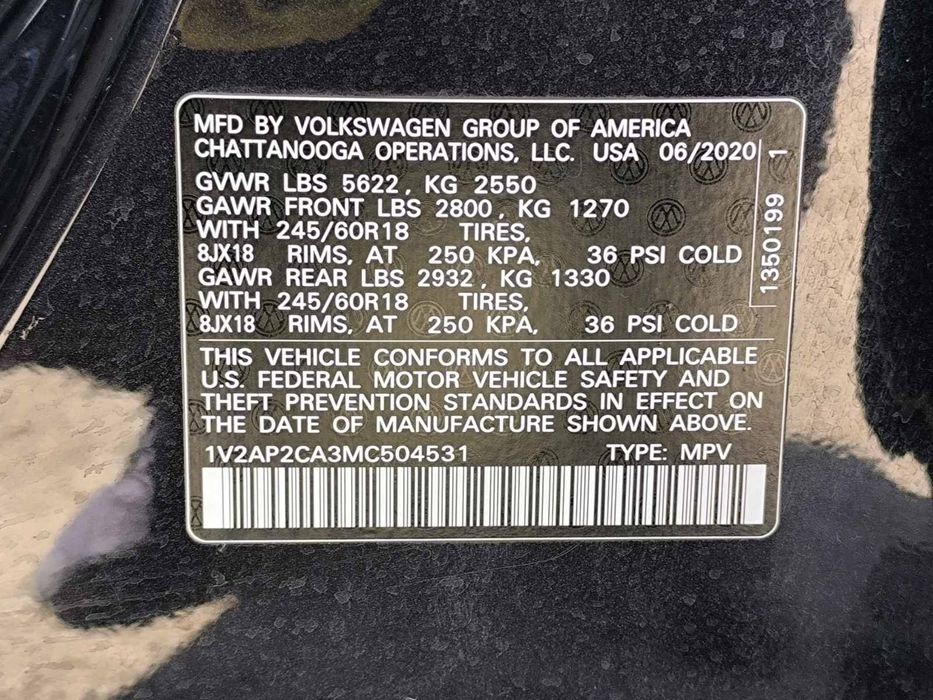 MFD BY VOLKSWAGEN GROUP OF AMERICA
CHATTANOOGA OPERATIONS, LLC. USA 06/2020
GVWR LBS 5622, KG 2550
GAWR FRONT LBS 2800, KG 1270
WITH 245/60R18 TIRES,
8JX18 RIMS, AT 250 KPA, 36 PSI COLD
GAWR REAR LBS 2932, KG 1330
WITH 245/60R18 TIRES,
8JX18 RIMS, AT 250 KPA, 36 PSI COLD
THIS VEHICLE CONFORMS TO ALL APPLICABLE
U.S. FEDERAL MOTOR VEHICLE SAFETY AND
THEFT PREVENTION STANDARDS IN EFFECT ON
THE DATE OF MANUFACTURE SHOWN ABOVE.
1V2AP2CA3MC504531 TYPE: MPV
1350199 1